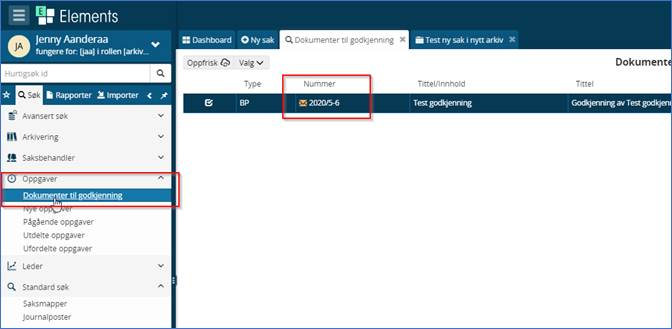 E Elements
JA Jenny Aanderaa
fungere for: [jaa] i rollen [arkiv...
Hurtigsøk id
Søk Rapporter Importer
Avansert søk
Arkivering
Saksbehandler
Oppgaver
Dokumenter til godkjenning
Nye oppgaver
Pågående oppgaver
Utdelte oppgaver
Ufordelte oppgaver
Leder
Standard søk
Saksmapper
Journalposter
Dashboard Ny sak Dokumenter til godkjenning Test ny sak i nytt arkiv
Oppfrisk Valg Dokumente
Type Nummer Tittel/Innhold Tittel
BP 2020/5-6 Test godkjenning Godkjenning av Test godkjen